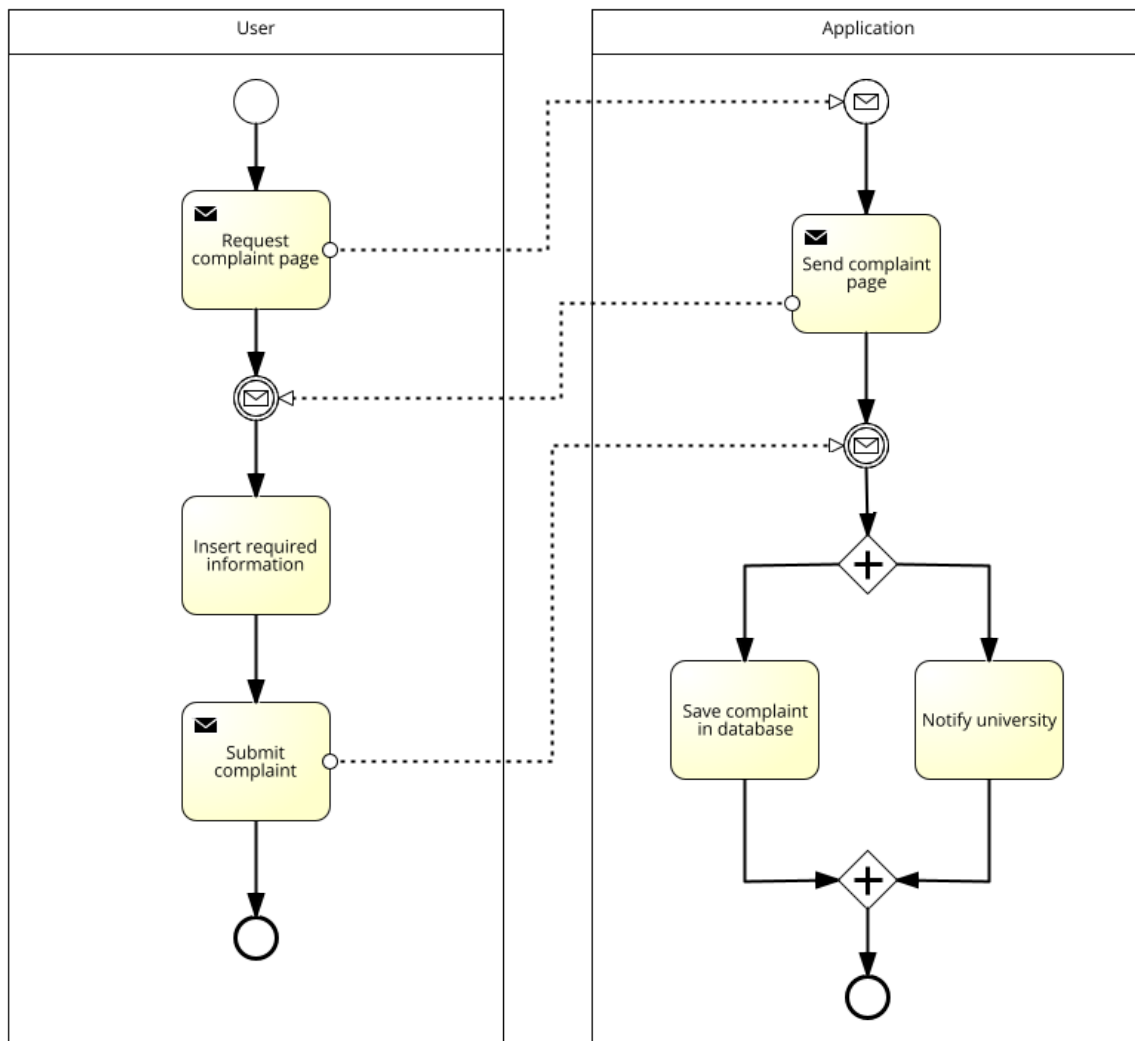 User
Application
Request
complaint page
Send complaint
page
Insert required
information
Save complaint
in database
Notify university
Submit
complaint